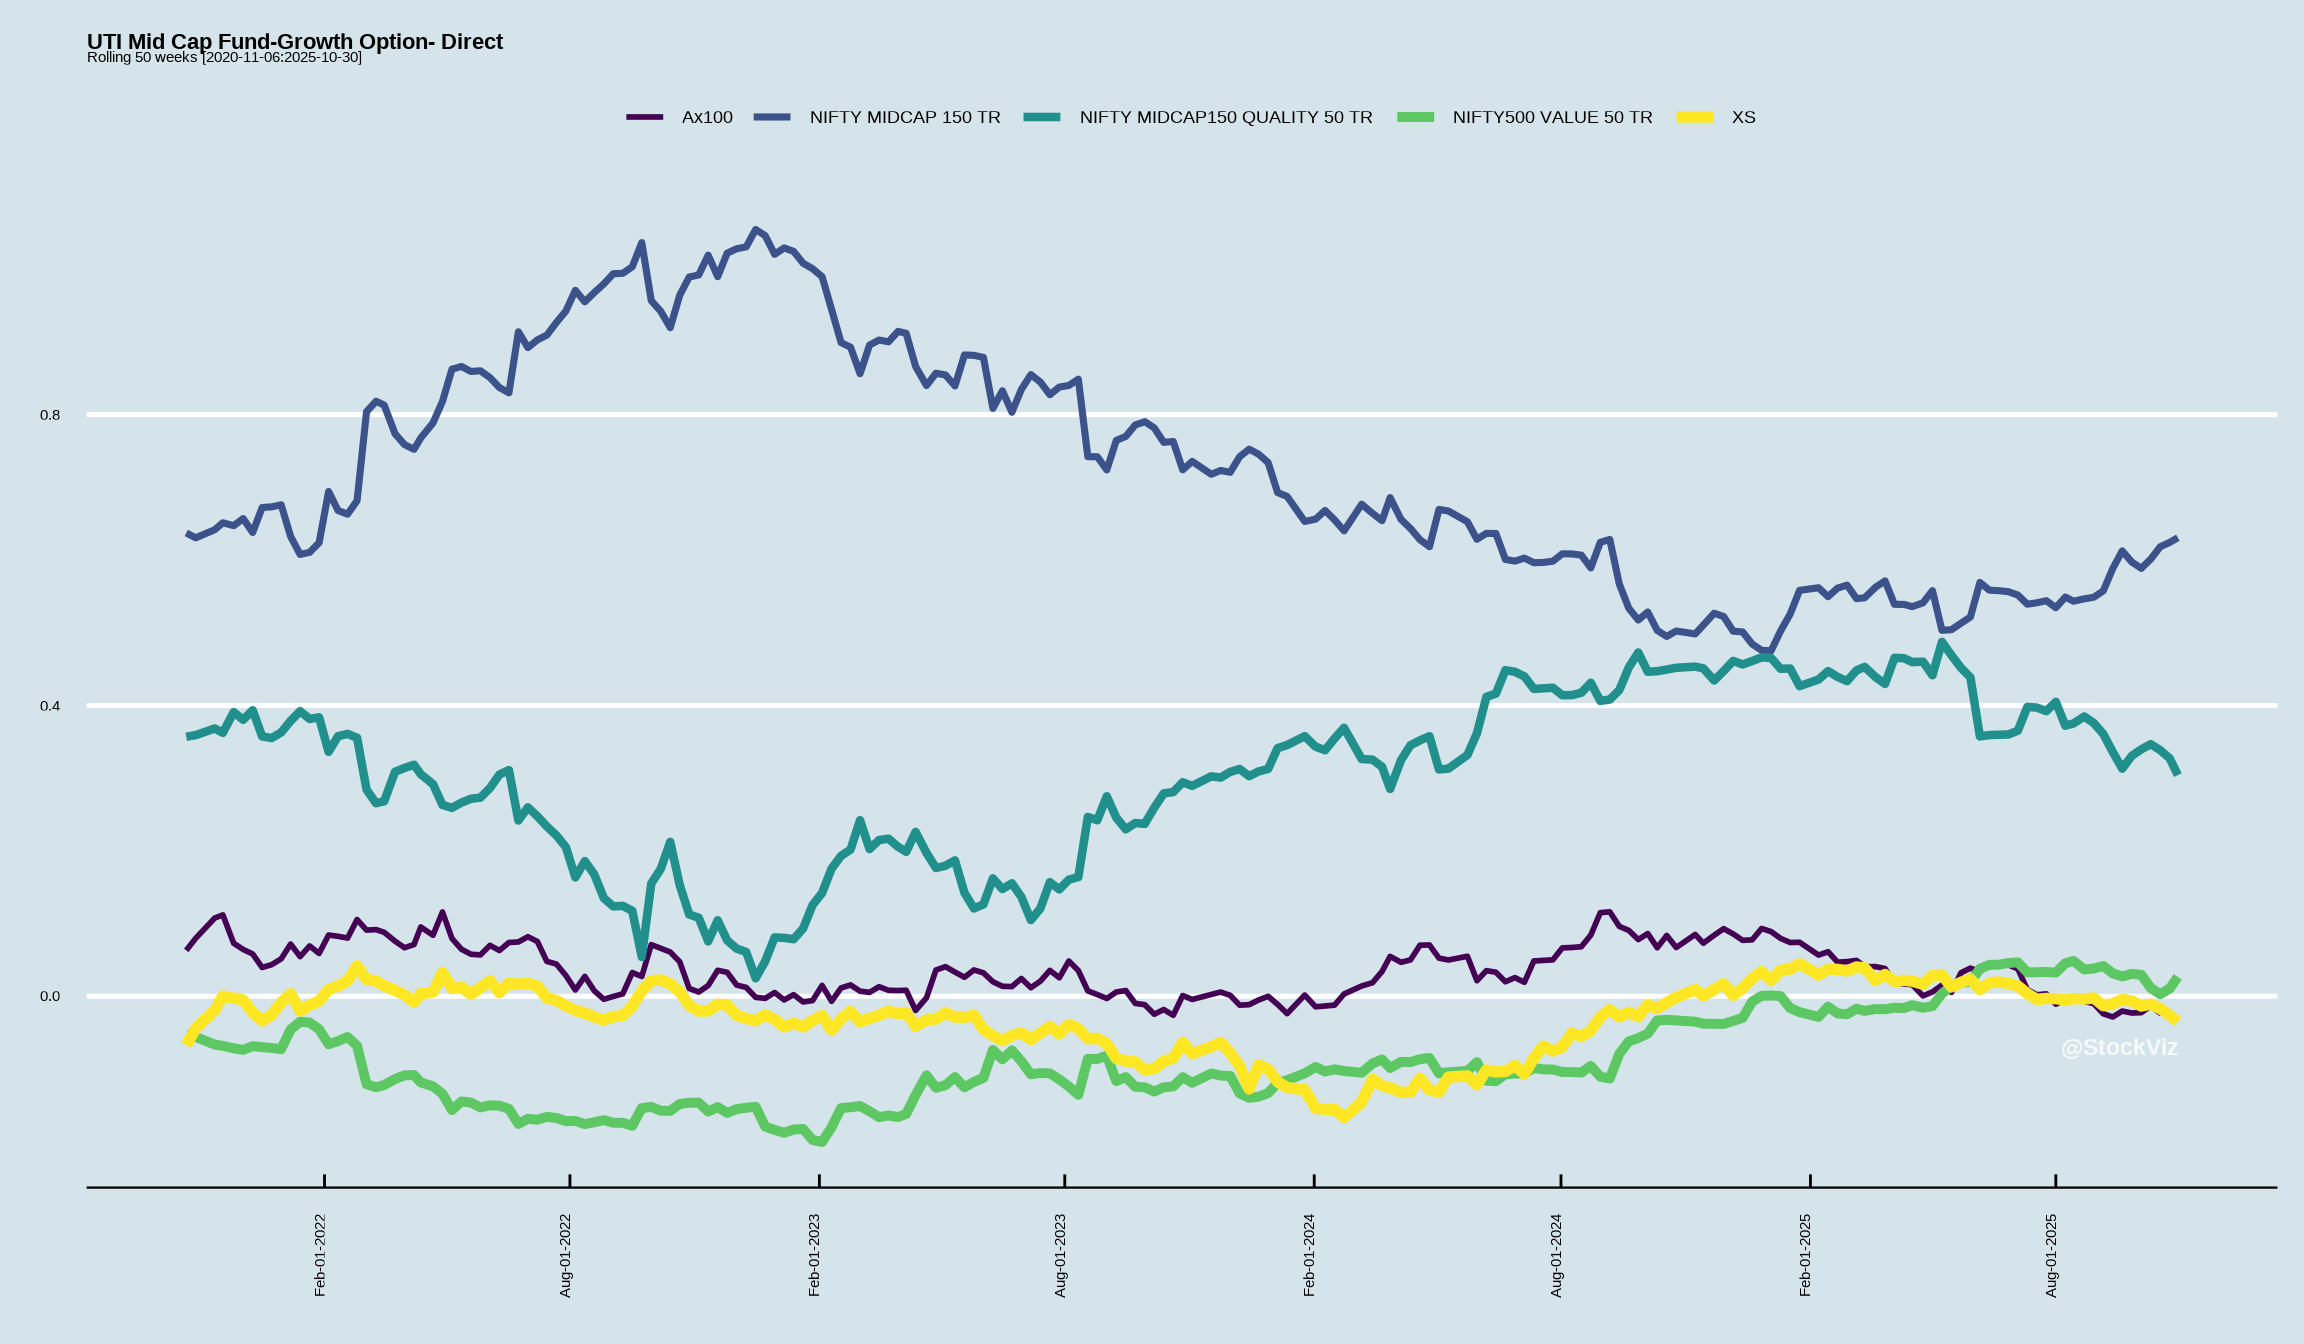 UTI Mid Cap Fund-Growth Option- Direct
Rolling 50 weeks [2020-11-06:2025-10-30]
Ax100 NIFTY MIDCAP 150 TR NIFTY MIDCAP150 QUALITY 50 TR NIFTY500 VALUE 50 TR XS
0.8
0.4
0.0
@StockViz
Feb-01-2022 Aug-01-2022 Feb-01-2023 Aug-01-2023 Feb-01-2024 Aug-01-2024 Feb-01-2025 Aug-01-2025